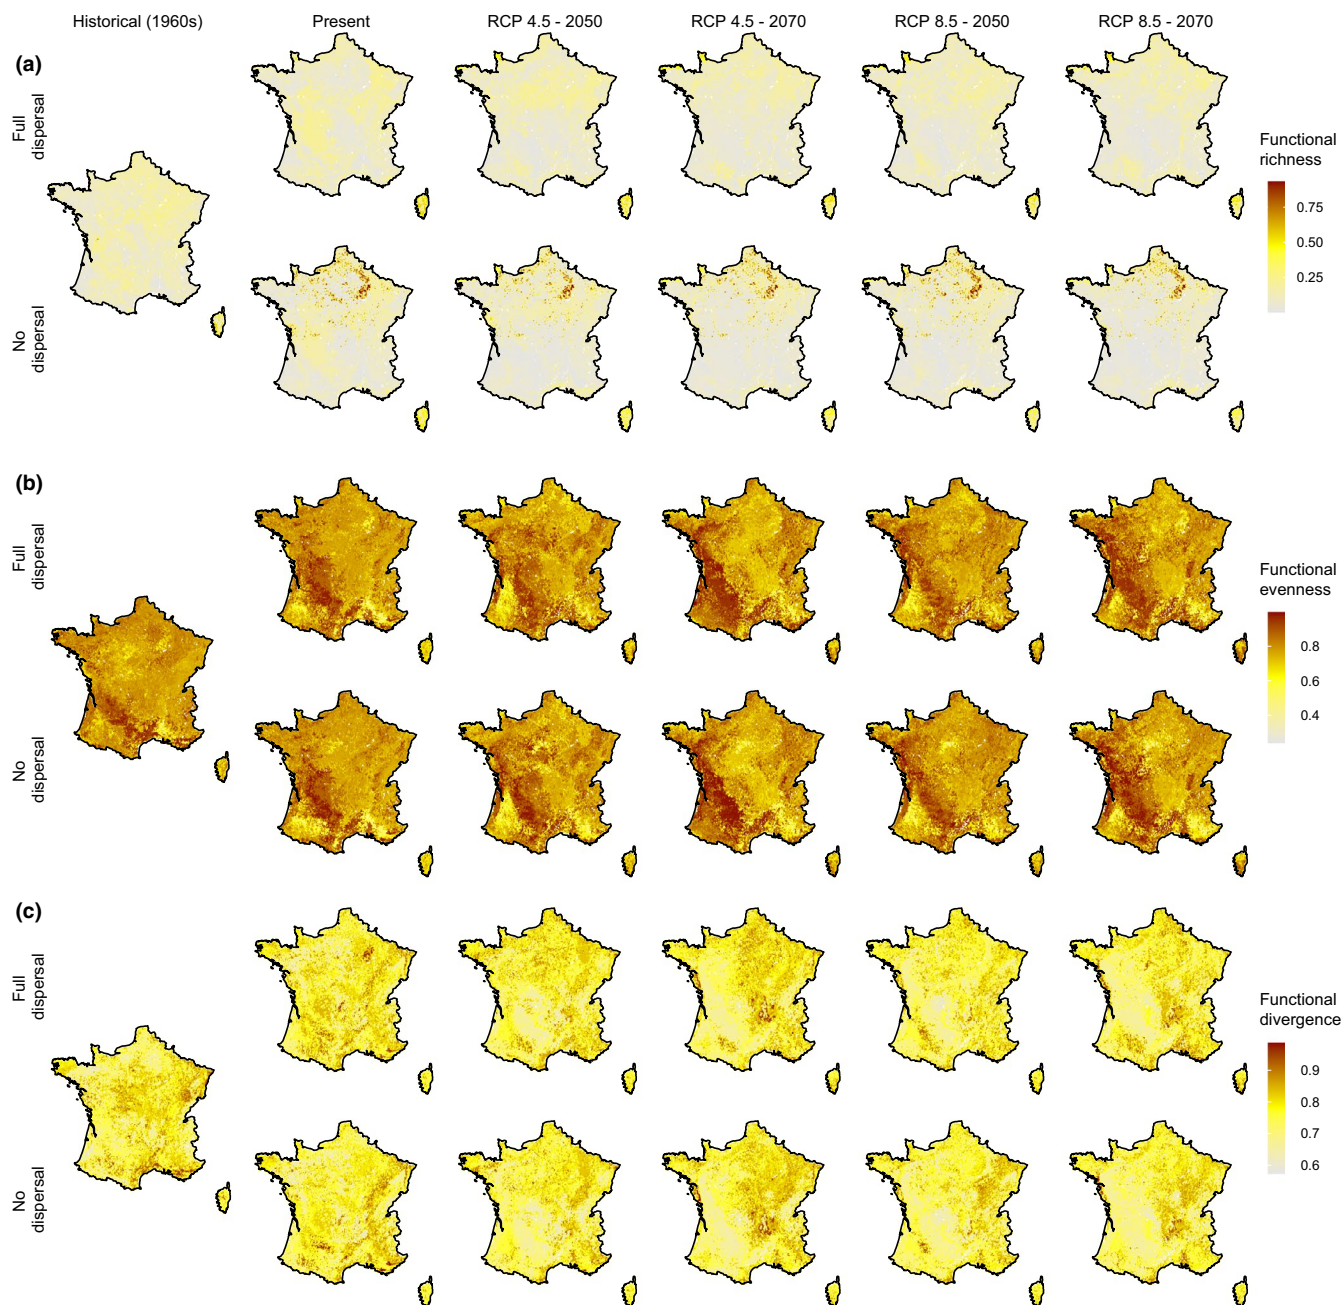 Historical (1960s) Present RCP 4.5 - 2050 RCP 4.5 - 2070 RCP 8.5 - 2050 RCP 8.5 - 2070
(a)
Full
dispersal
No
dispersal
Functional
richness
0.75
0.50
0.25
(b)
Full
dispersal
No
dispersal
Functional
evenness
0.8
0.6
0.4
(c)
Full
dispersal
No
dispersal
Functional
divergence
0.9
0.8
0.7
0.6